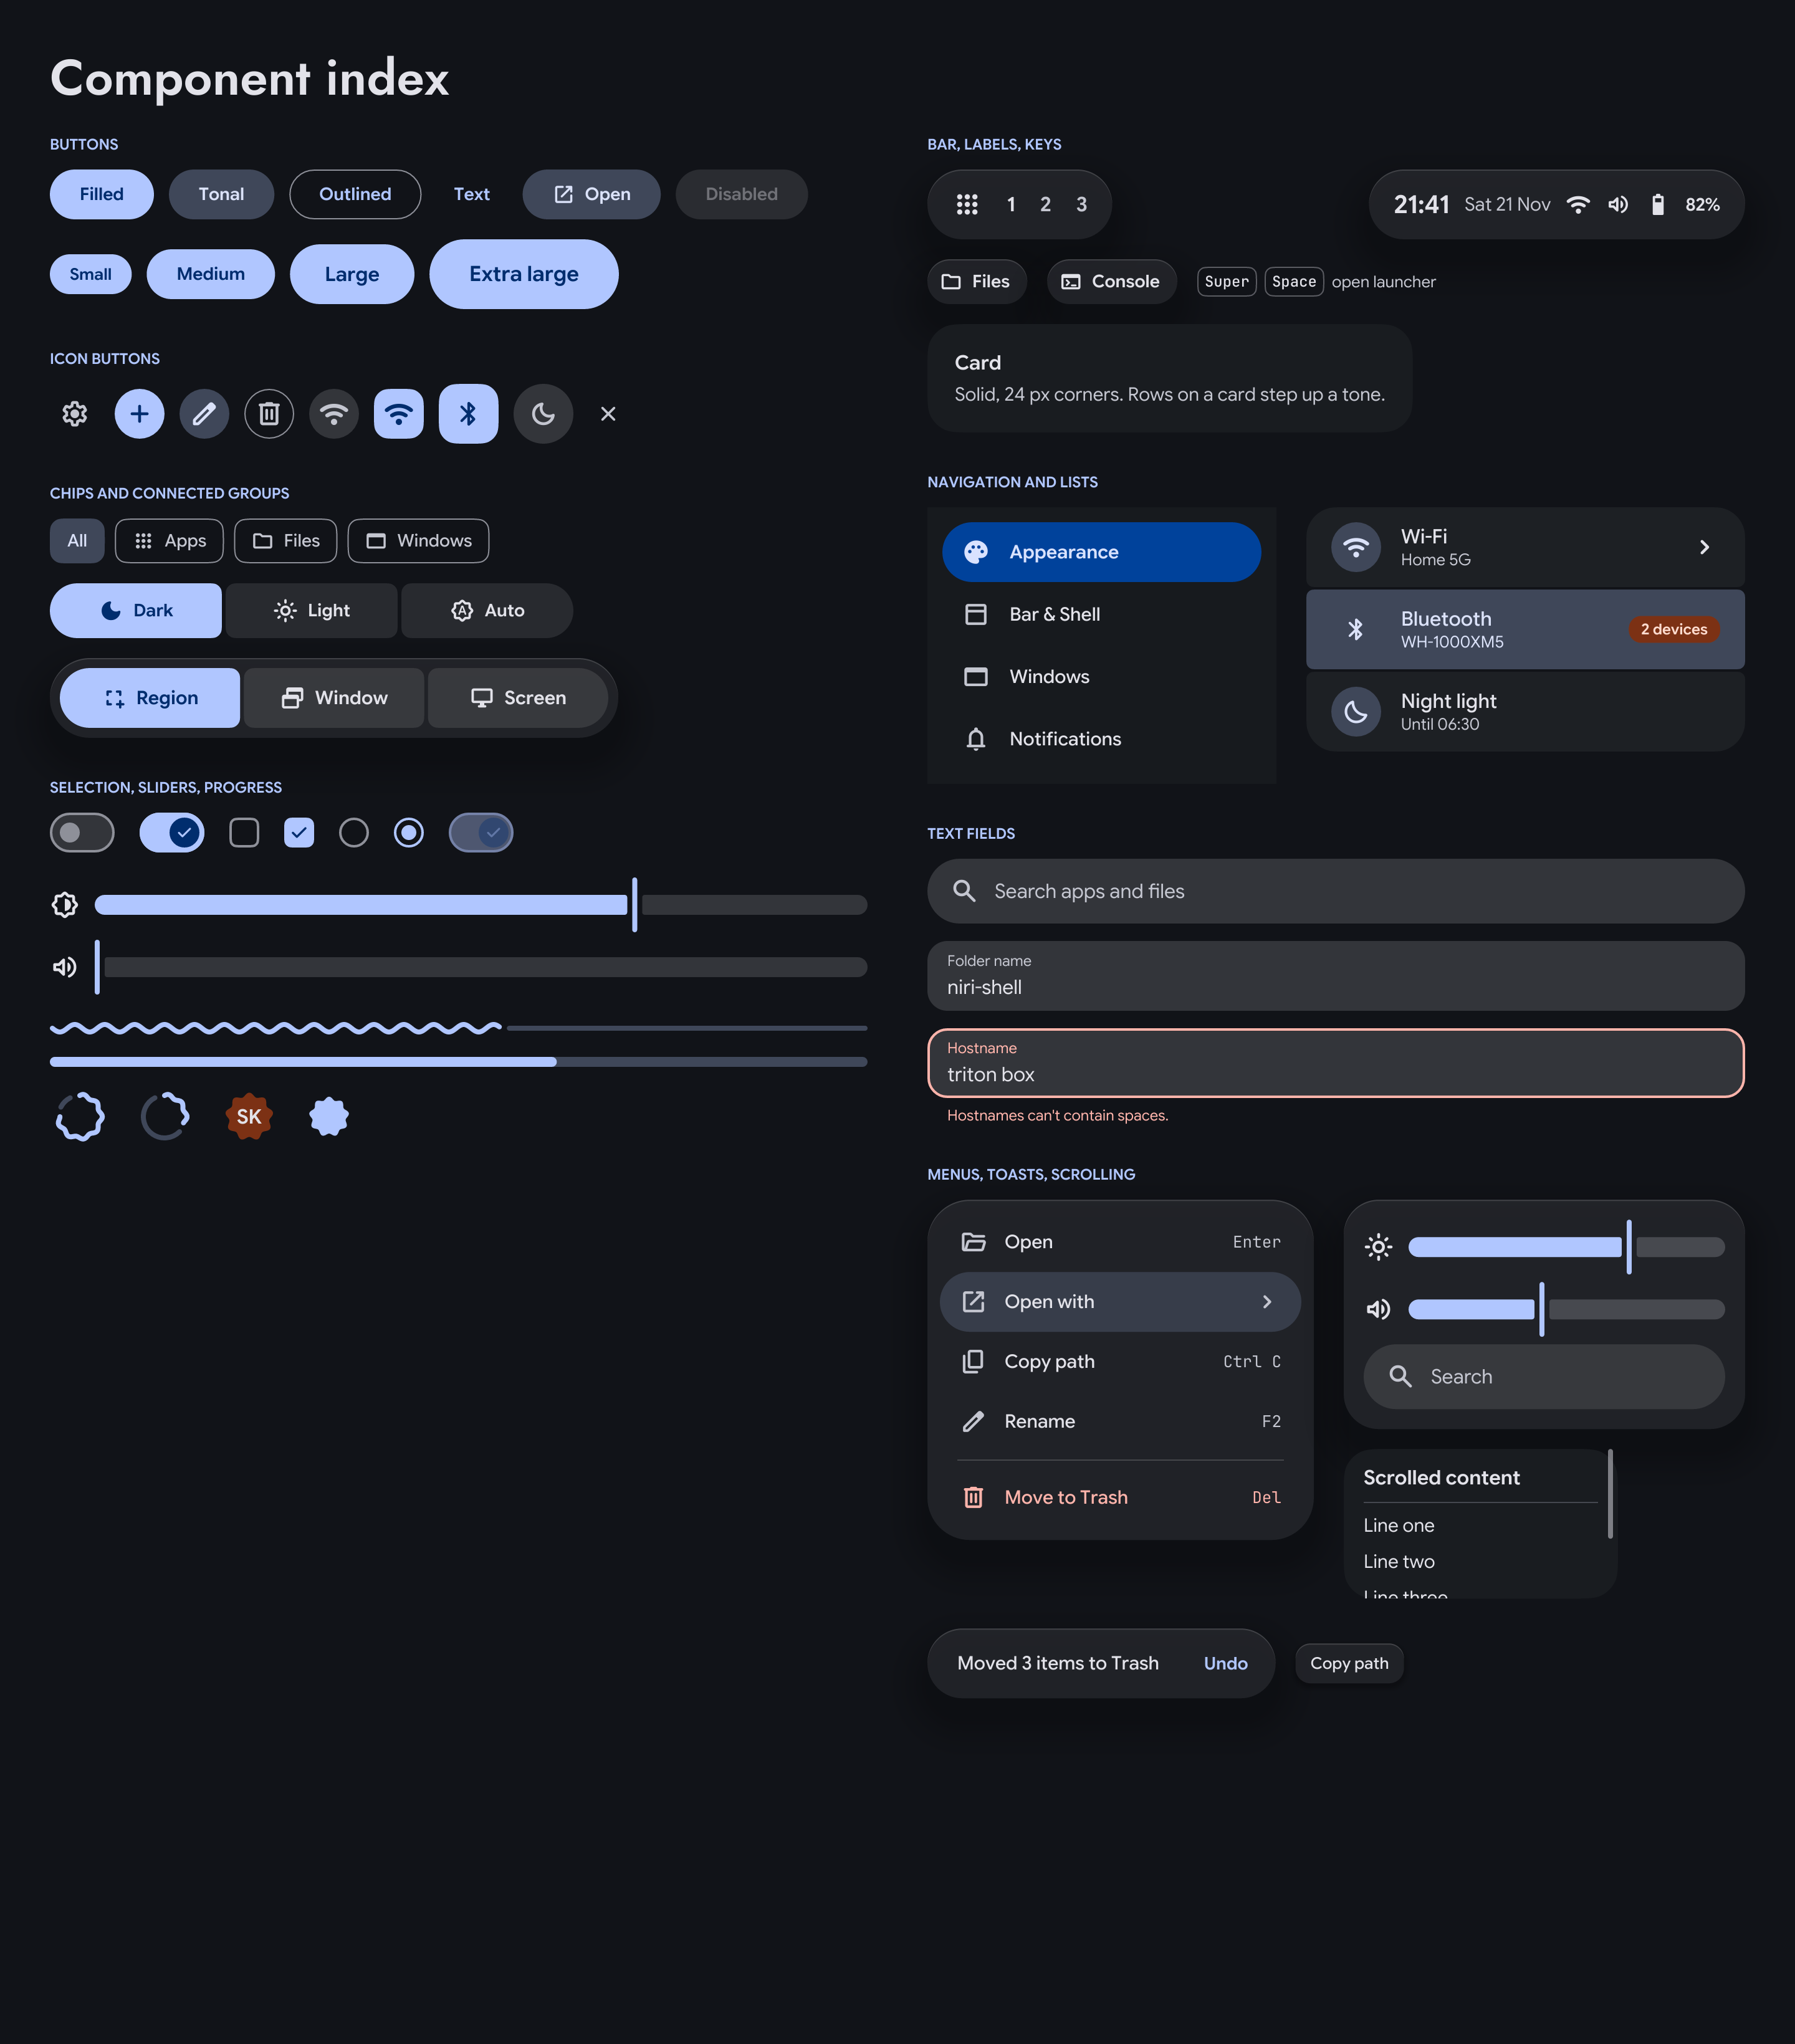 Component index
BUTTONS
Filled
Tonal
Outlined
Text
Open
Disabled
Small
Medium
Large
Extra large
ICON BUTTONS
CHIPS AND CONNECTED GROUPS
All
Apps
Files
Windows
Dark
Light
Auto
Region
Window
Screen
SELECTION, SLIDERS, PROGRESS
SK
BAR, LABELS, KEYS
1 2 3
21:41 Sat 21 Nov 82%
Files
Console
Super Space open launcher
Card
Solid, 24 px corners. Rows on a card step up a tone.
NAVIGATION AND LISTS
Appearance
Bar & Shell
Windows
Notifications
Wi-Fi
Home 5G
Bluetooth
WH-1000XM5
2 devices
Night light
Until 06:30
TEXT FIELDS
Search apps and files
Folder name
niri-shell
Hostname
triton box
Hostnames can't contain spaces.
MENUS, TOASTS, SCROLLING
Open Enter
Open with
Copy path Ctrl C
Rename F2
Move to Trash Del
Search
Scrolled content
Line one
Line two
Line three
Moved 3 items to Trash Undo
Copy path